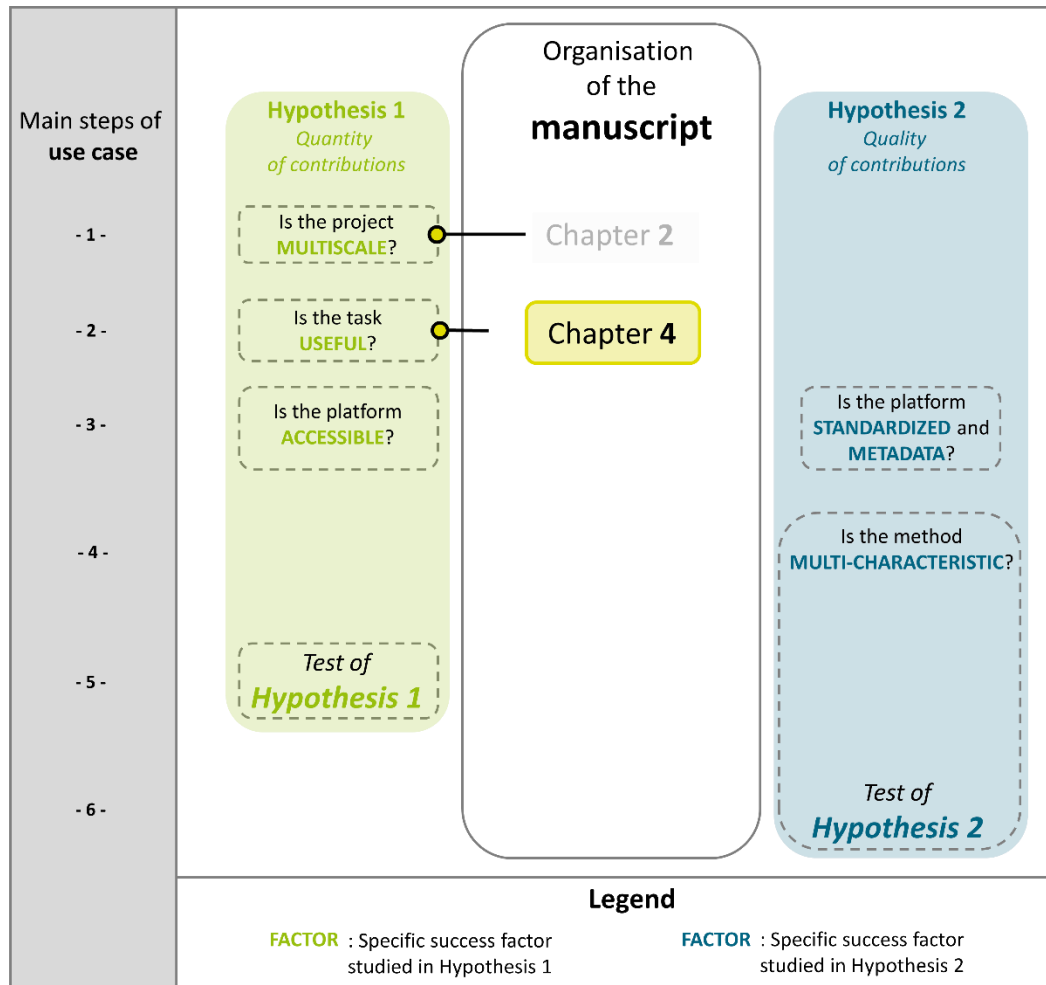 Main steps of
use case
- 1 -
- 2 -
- 3 -
- 4 -
- 5 -
- 6 -
Hypothesis 1
Quantity
of contributions
Is the project
MULTISCALE?
Is the task
USEFUL?
Is the platform
ACCESSIBLE?
Test of
Hypothesis 1
Organisation
of the
manuscript
Chapter 2
Chapter 4
Hypothesis 2
Quality
of contributions
Is the platform
STANDARDIZED and
METADATA?
Is the method
MULTI-CHARACTERISTIC?
Test of
Hypothesis 2
Legend
FACTOR : Specific success factor
studied in Hypothesis 1
FACTOR : Specific success factor
studied in Hypothesis 2